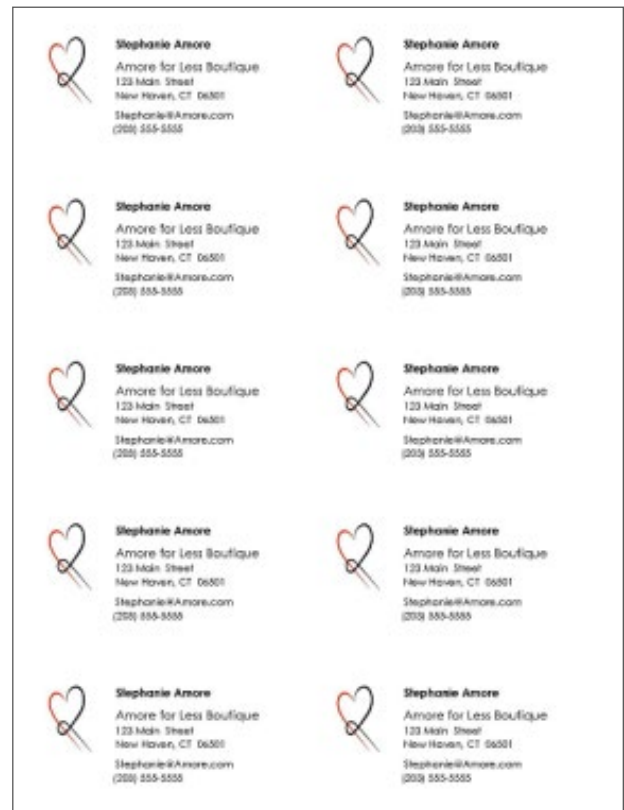 Stephanie Amore
Amore for Less Boutique
123 Main Street
New Haven, CT 06501
Stephanie@Amore.com
(203) 555-5555
Stephanie Amore
Amore for Less Boutique
123 Main Street
New Haven, CT 06501
Stephanie@Amore.com
(203) 555-5555
Stephanie Amore
Amore for Less Boutique
123 Main Street
New Haven, CT 06501
Stephanie@Amore.com
(203) 555-5555
Stephanie Amore
Amore for Less Boutique
123 Main Street
New Haven, CT 06501
Stephanie@Amore.com
(203) 555-5555
Stephanie Amore
Amore for Less Boutique
123 Main Street
New Haven, CT 06501
Stephanie@Amore.com
(203) 555-5555
Stephanie Amore
Amore for Less Boutique
123 Main Street
New Haven, CT 06501
Stephanie@Amore.com
(203) 555-5555
Stephanie Amore
Amore for Less Boutique
123 Main Street
New Haven, CT 06501
Stephanie@Amore.com
(203) 555-5555
Stephanie Amore
Amore for Less Boutique
123 Main Street
New Haven, CT 06501
Stephanie@Amore.com
(203) 555-5555
Stephanie Amore
Amore for Less Boutique
123 Main Street
New Haven, CT 06501
Stephanie@Amore.com
(203) 555-5555
Stephanie Amore
Amore for Less Boutique
123 Main Street
New Haven, CT 06501
Stephanie@Amore.com
(203) 555-5555